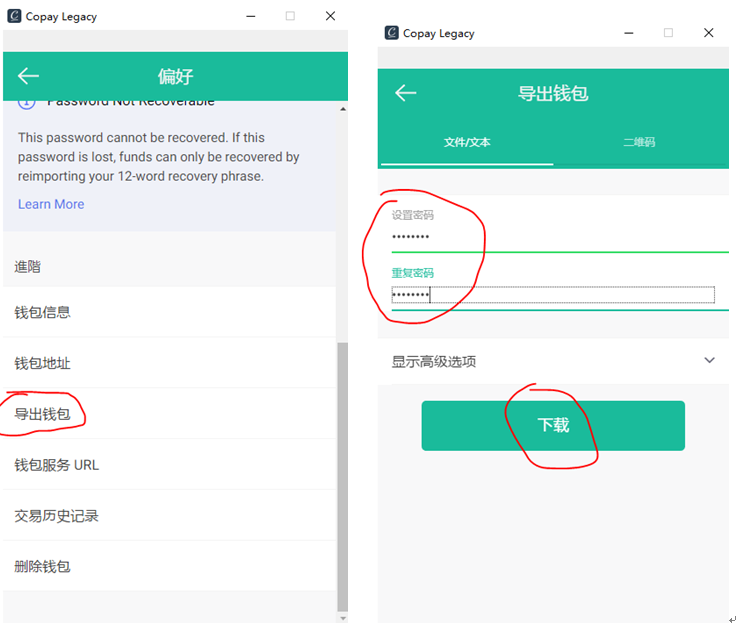 Copay Legacy
偏好
Password Not Recoverable
This password cannot be recovered. If this
password is lost, funds can only be recovered by
reimporting your 12-word recovery phrase.
Learn More
進階
钱包信息
钱包地址
导出钱包
钱包服务 URL
交易历史记录
删除钱包
Copay Legacy
导出钱包
文件/文本
二维码
设置密码
••••••••
重复密码
••••••••
显示高级选项
下载